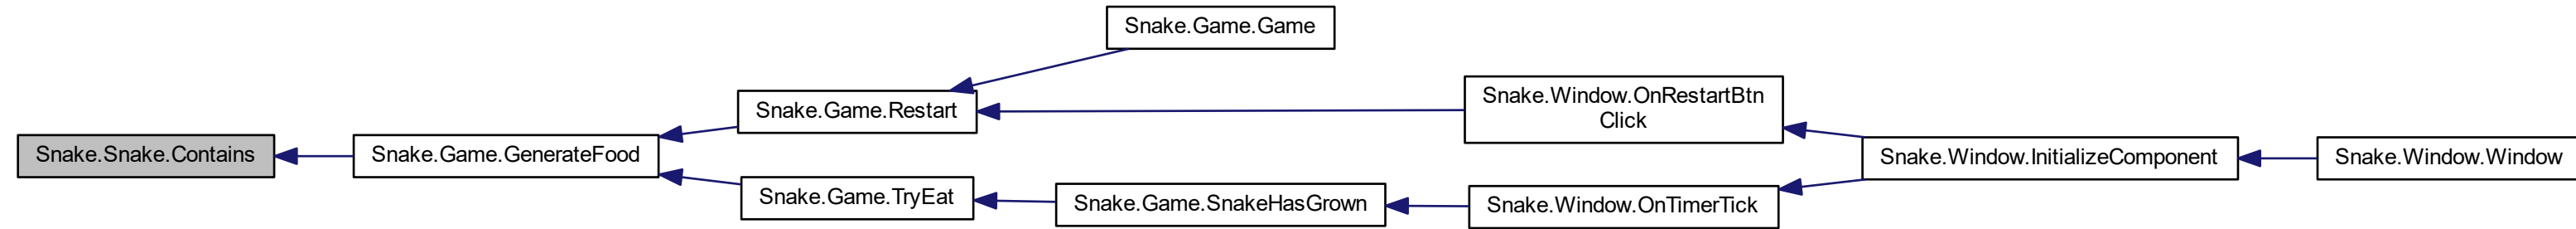 Snake.Game.Game
Snake.Game.Restart
Snake.Window.OnRestartBtn
Click
Snake.Snake.Contains
Snake.Game.GenerateFood
Snake.Window.InitializeComponent
Snake.Window.Window
Snake.Game.TryEat
Snake.Game.SnakeHasGrown
Snake.Window.OnTimerTick